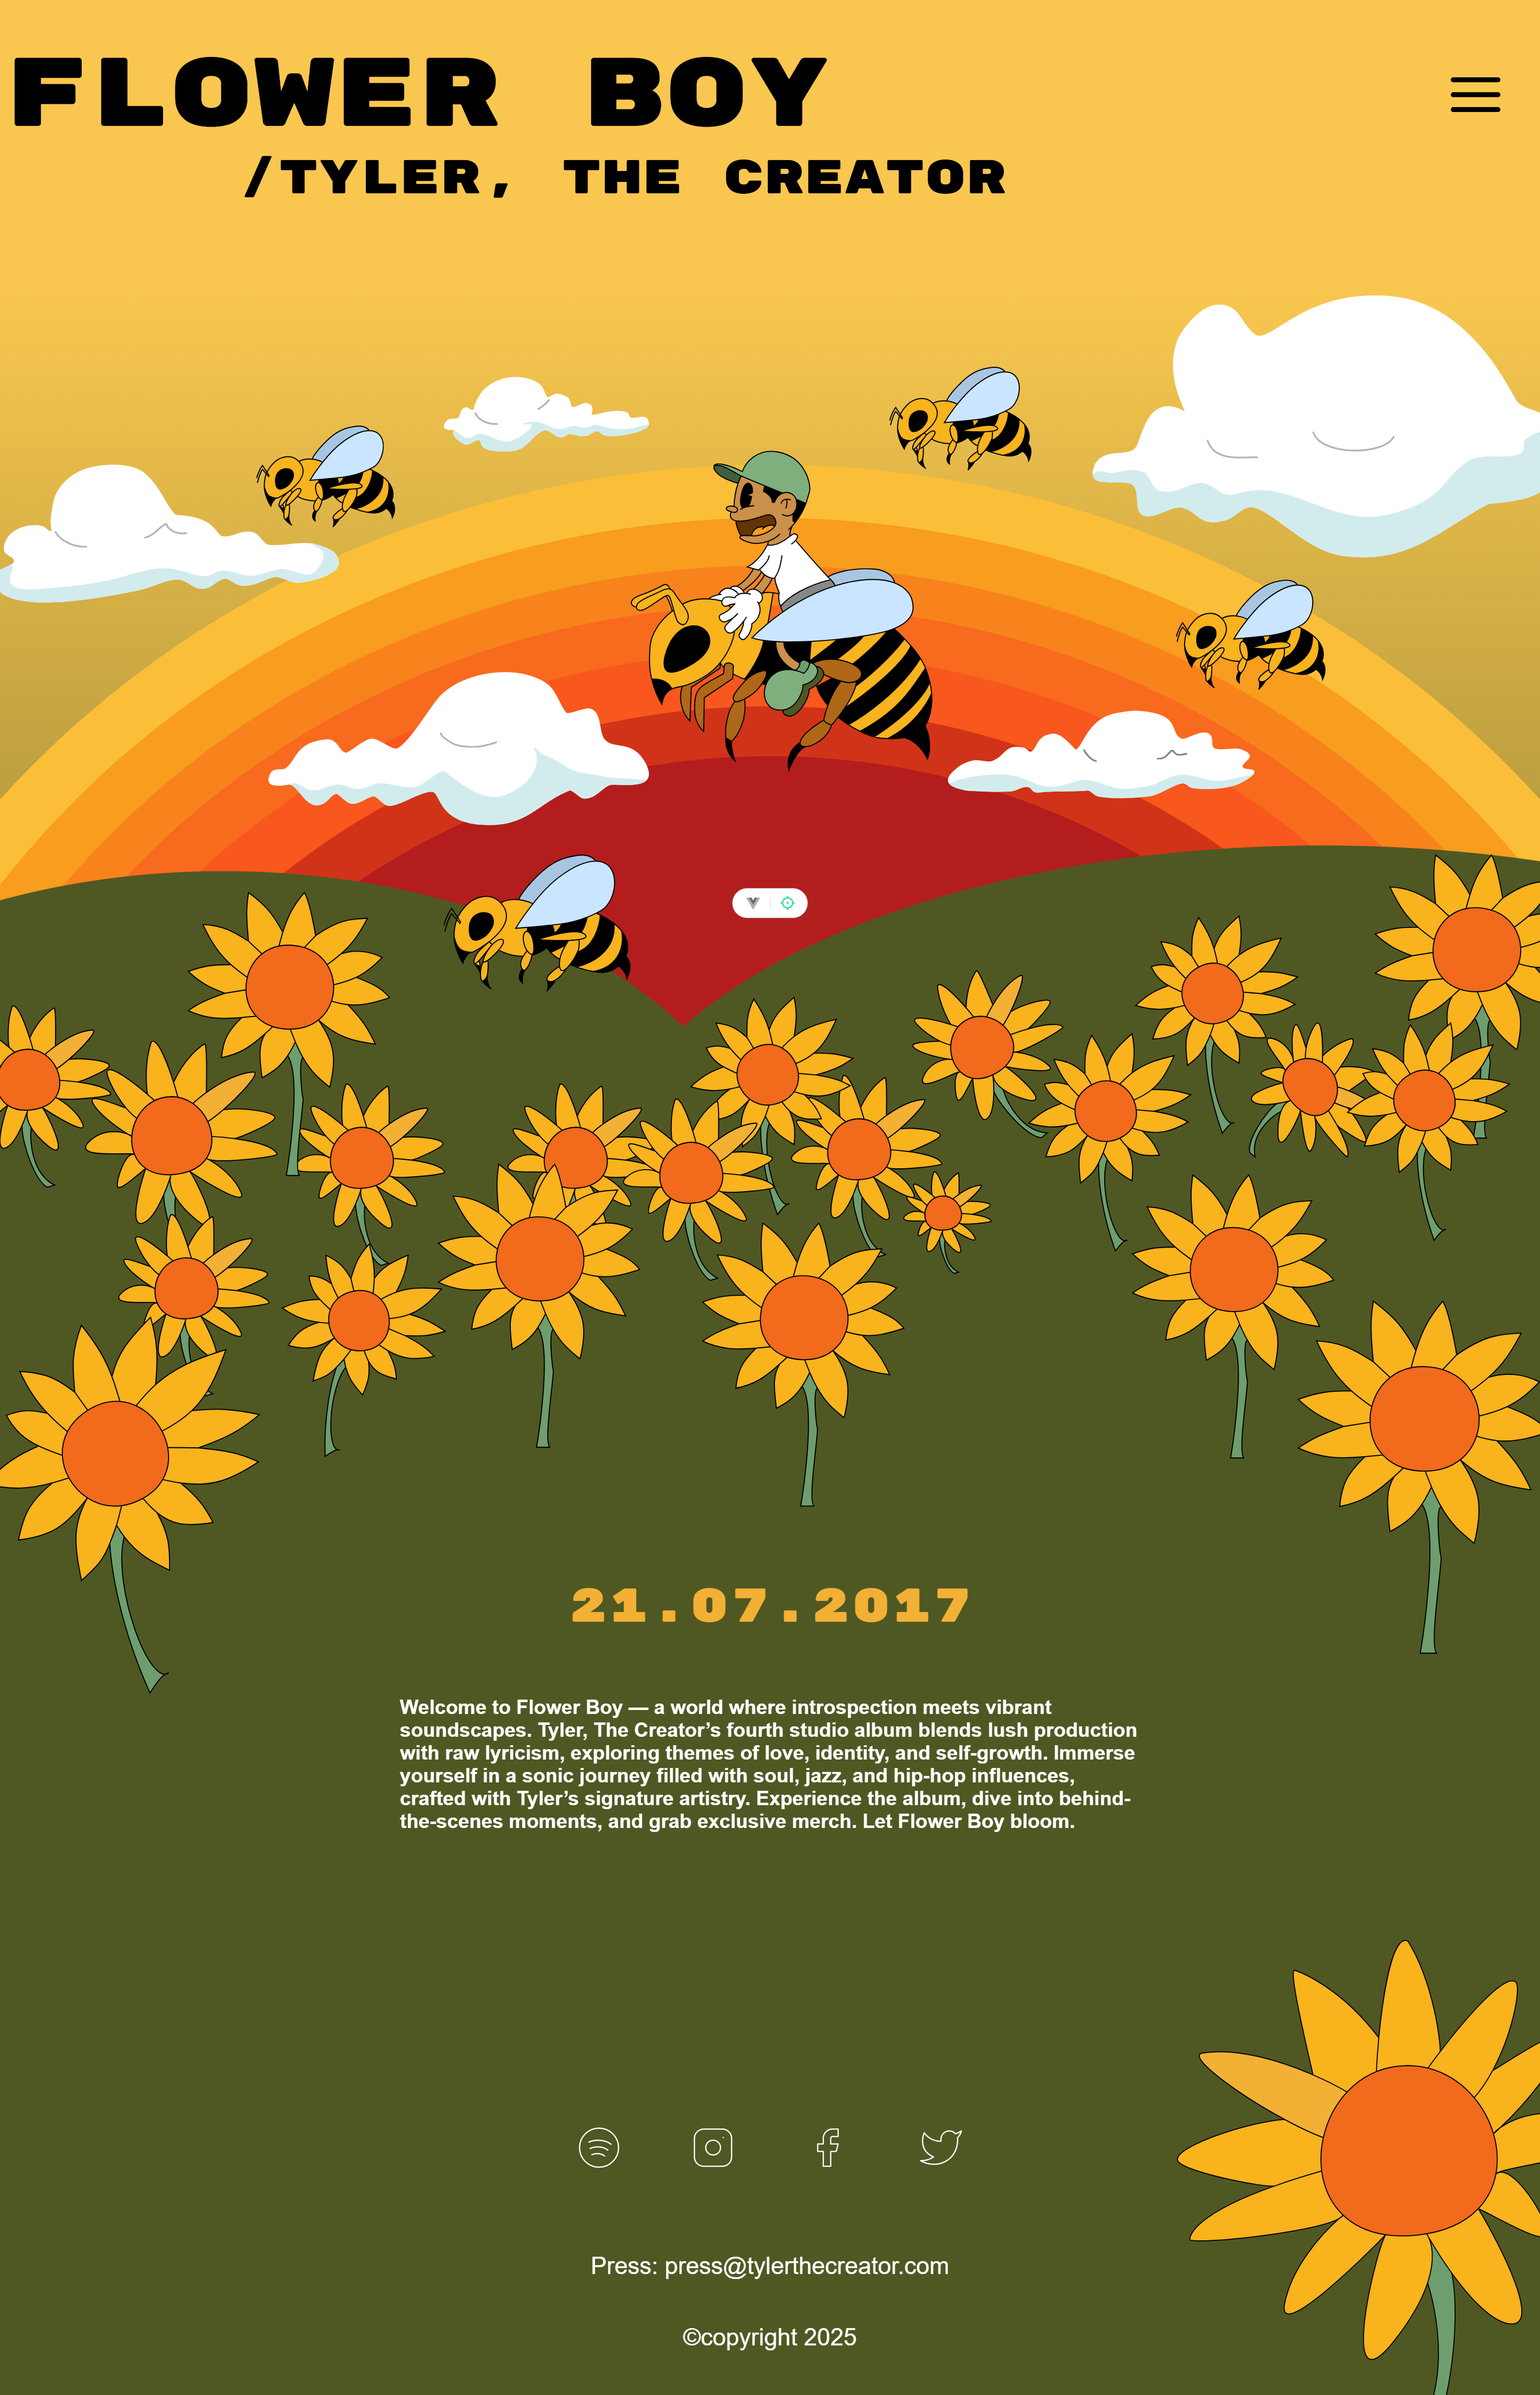 FLOWER BOY
/TYLER, THE CREATOR
21.07.2017
Welcome to Flower Boy — a world where introspection meets vibrant
soundscapes. Tyler, The Creator’s fourth studio album blends lush production
with raw lyricism, exploring themes of love, identity, and self-growth. Immerse
yourself in a sonic journey filled with soul, jazz, and hip-hop influences,
crafted with Tyler’s signature artistry. Experience the album, dive into behind-
the-scenes moments, and grab exclusive merch. Let Flower Boy bloom.
Press: press@tylerthecreator.com
©copyright 2025